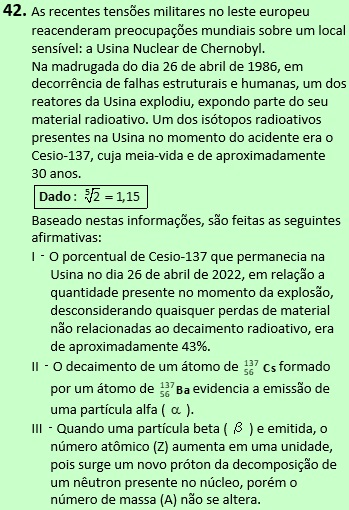 42. As recentes tensões militares no leste europeu
reacenderam preocupações mundiais sobre um local
sensível: a Usina Nuclear de Chernobyl.
Na madrugada do dia 26 de abril de 1986, em
decorrência de falhas estruturais e humanas, um dos
reatores da Usina explodiu, expondo parte do seu
material radioativo. Um dos isótopos radioativos
presentes na Usina no momento do acidente era o
Cesio-137, cuja meia-vida e de aproximadamente
30 anos.
Dado : ⁵√2 = 1,15
Baseado nestas informações, são feitas as seguintes
afirmativas:
I - O porcentual de Cesio-137 que permanecia na
Usina no dia 26 de abril de 2022, em relação a
quantidade presente no momento da explosão,
desconsiderando quaisquer perdas de material
não relacionadas ao decaimento radioativo, era
de aproximadamente 43%.
II - O decaimento de um átomo de ¹³⁷₅₆ Cs formado
por um átomo de ¹³⁷₅₆ Ba evidencia a emissão de
uma partícula alfa ( α ).
III - Quando uma partícula beta ( β ) e emitida, o
número atômico (Z) aumenta em uma unidade,
pois surge um novo próton da decomposição de
um nêutron presente no núcleo, porém o
número de massa (A) não se altera.